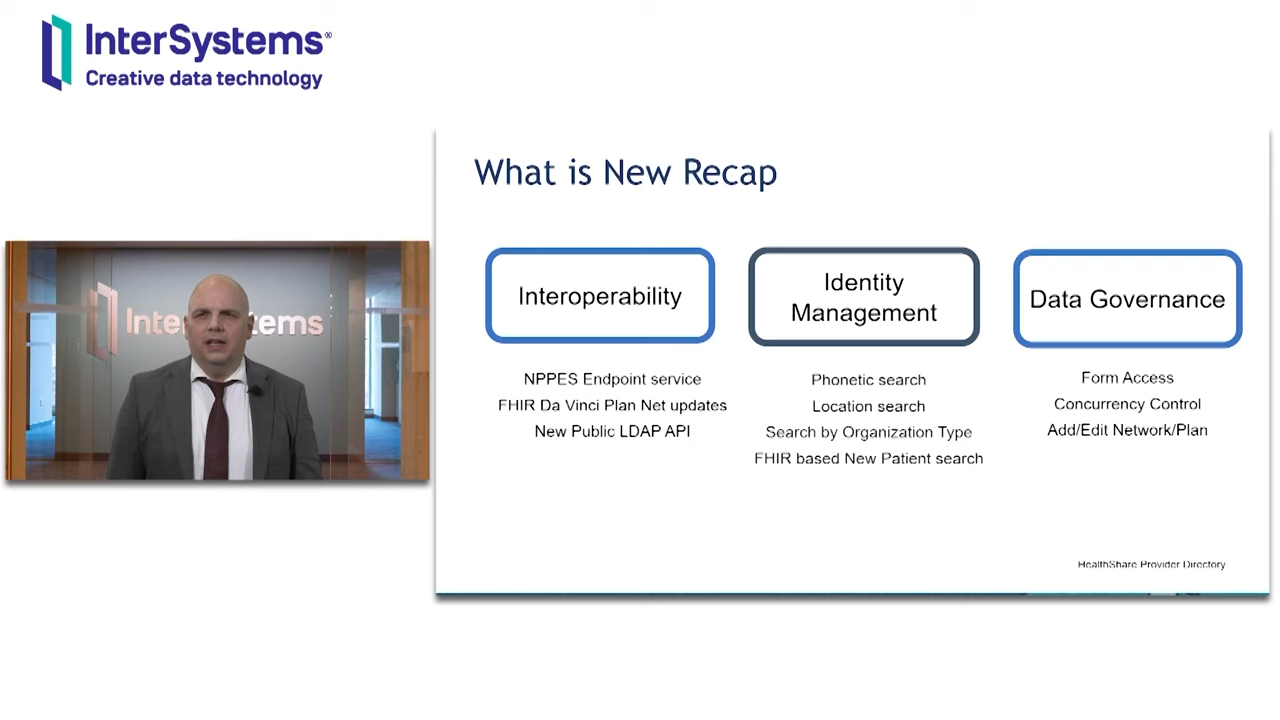 InterSystems®
Creative data technology
What is New Recap
Interoperability
NPPES Endpoint service
FHIR Da Vinci Plan Net updates
New Public LDAP API
Identity
Management
Phonetic search
Location search
Search by Organization Type
FHIR based New Patient search
Data Governance
Form Access
Concurrency Control
Add/Edit Network/Plan
HealthShare Provider Directory
Inte ems